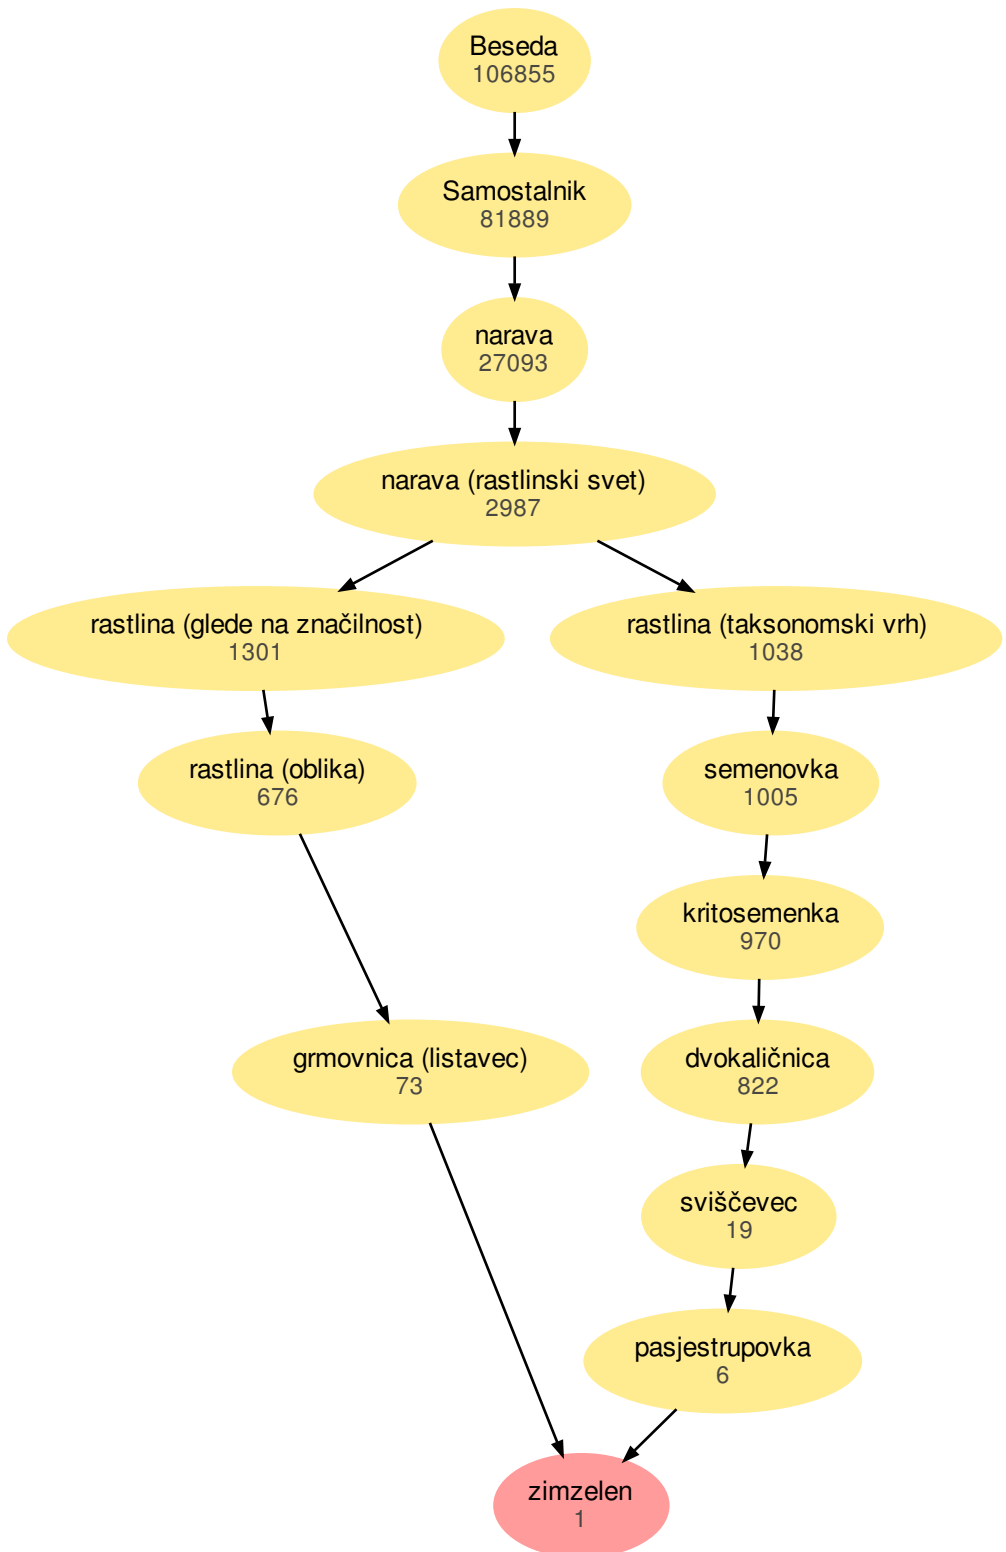 Beseda
106855
Samostalnik
81889
narava
27093
narava (rastlinski svet)
2987
rastlina (glede na značilnost)
1301
rastlina (taksonomski vrh)
1038
rastlina (oblika)
676
semenovka
1005
kritosemenka
970
grmovnica (listavec)
73
dvokaličnica
822
sviščevec
19
pasjestrupovka
6
zimzelen
1